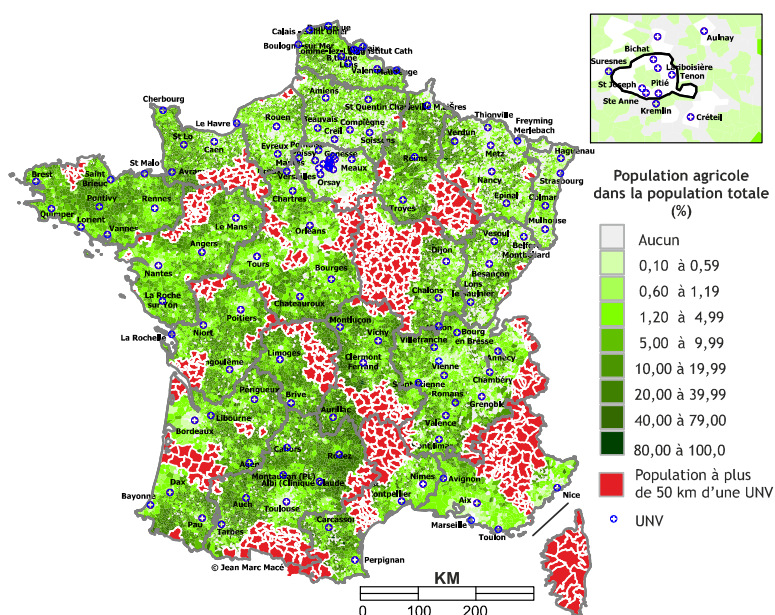 Calais - Saint Omer
Boulogne sur Mer
Institut Cath
Lens
Amiens
St Quentin
Charleville Mézières
Cherbourg
Le Havre
Rouen
Beauvais
Compiègne
Creil
Soissons
St Lo
Caen
Evreux
Meaux
Orsay
Reims
Verdun
Thionville
Freyming
Merlebach
Metz
Haguenau
Strasbourg
Nancy
Brest
Saint
Brieuc
St Malo
Quimper
Pontivy
Rennes
Lorient
Vannes
Le Mans
Chartres
Orléans
Troyes
Epinal
Colmar
Mulhouse
Vesoul
Belfort
Montbéliard
Angers
Nantes
Tours
Bourges
Dijon
Besançon
Chalons
Lons
le Saulnier
La Roche
sur Yon
Poitiers
Chateauroux
Niort
La Rochelle
Montluçon
Vichy
Bourg
en Bresse
Villefranche
Annecy
Limoges
Clermont
Ferrand
Vienne
Chambéry
Romans
Grenoble
Périgueux
Brive
Aurillac
Valence
Libourne
Bordeaux
Cahors
Rodez
Agen
Montauban (PL)
Nimes
Avignon
Dax
Auch
Toulouse
Bayonne
Pau
Tarbes
Carcassonne
Aix
Marseille
Toulon
Nice
Perpignan
© Jean Marc Macé
KM
0 100 200
Aulnay
Bichat
Suresnes
Lariboisière
Tenon
St Joseph
Pitié
Ste Anne
Kremlin
Créteil
Population agricole
dans la population totale
(%)
Aucun
0,10 à 0,59
0,60 à 1,19
1,20 à 4,99
5,00 à 9,99
10,00 à 19,99
20,00 à 39,99
40,00 à 79,00
80,00 à 100,0
Population à plus
de 50 km d'une UNV
UNV